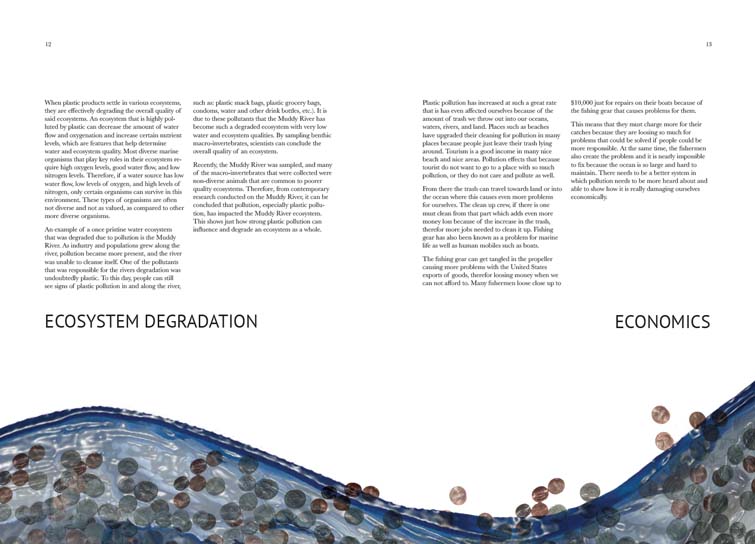 12
13
When plastic products settle in various ecosystems,
they are effectively degrading the overall quality of
said ecosystems. An ecosystem that is highly pol-
luted by plastic can decrease the amount of water
flow and oxygenation and increase certain nutrient
levels, which are features that help determine
water and ecosystem quality. Most diverse marine
organisms that play key roles in their ecosystem re-
quire high oxygen levels, good water flow, and low
nitrogen levels. Therefore, if a water source has low
water flow, low levels of oxygen, and high levels of
nitrogen, only certain organisms can survive in this
environment. These types of organisms are often
not diverse and not as valued, as compared to other
more diverse organisms.
An example of a once pristine water ecosystem
that was degraded due to pollution is the Muddy
River. As industry and populations grew along the
river, pollution became more present, and the river
was unable to cleanse itself. One of the pollutants
that was responsible for the rivers degradation was
undoubtedly plastic. To this day, people can still
see signs of plastic pollution in and along the river,
such as: plastic snack bags, plastic grocery bags,
condoms, water and other drink bottles, etc.). It is
due to these pollutants that the Muddy River has
become such a degraded ecosystem with very low
water and ecosystem qualities. By sampling benthic
macro-invertebrates, scientists can conclude the
overall quality of an ecosystem.
Recently, the Muddy River was sampled, and many
of the macro-invertebrates that were collected were
non-diverse animals that are common to poorer
quality ecosystems. Therefore, from contemporary
research conducted on the Muddy River, it can be
concluded that pollution, especially plastic pollu-
tion, has impacted the Muddy River ecosystem.
This shows just how strong plastic pollution can
influence and degrade an ecosystem as a whole.
ECOSYSTEM DEGRADATION
Plastic pollution has increased at such a great rate
that is has even affected ourselves because of the
amount of trash we throw out into our oceans,
waters, rivers, and land. Places such as beaches
have upgraded their cleaning for pollution in many
places because people just leave their trash lying
around. Tourism is a good income in many nice
beach and nice areas. Pollution effects that because
tourist do not want to go to a place with so much
pollution, or they do not care and pollute as well.
From there the trash can travel towards land or into
the ocean where this causes even more problems
for ourselves. The clean up crew, if there is one
must clean from that part which adds even more
money loss because of the increase in the trash,
therefor more jobs needed to clean it up. Fishing
gear has also been known as a problem for marine
life as well as human mobiles such as boats.
The fishing gear can get tangled in the propeller
causing more problems with the United States
exports of goods, therefor loosing money when we
can not afford to. Many fishermen loose close up to
$10,000 just for repairs on their boats because of
the fishing gear that causes problems for them.
This means that they must charge more for their
catches because they are loosing so much for
problems that could be solved if people could be
more responsible. At the same time, the fishermen
also create the problem and it is nearly impossible
to fix because the ocean is so large and hard to
maintain. There needs to be a better system in
which pollution needs to be more heard about and
able to show how it is really damaging ourselves
economically.
ECONOMICS